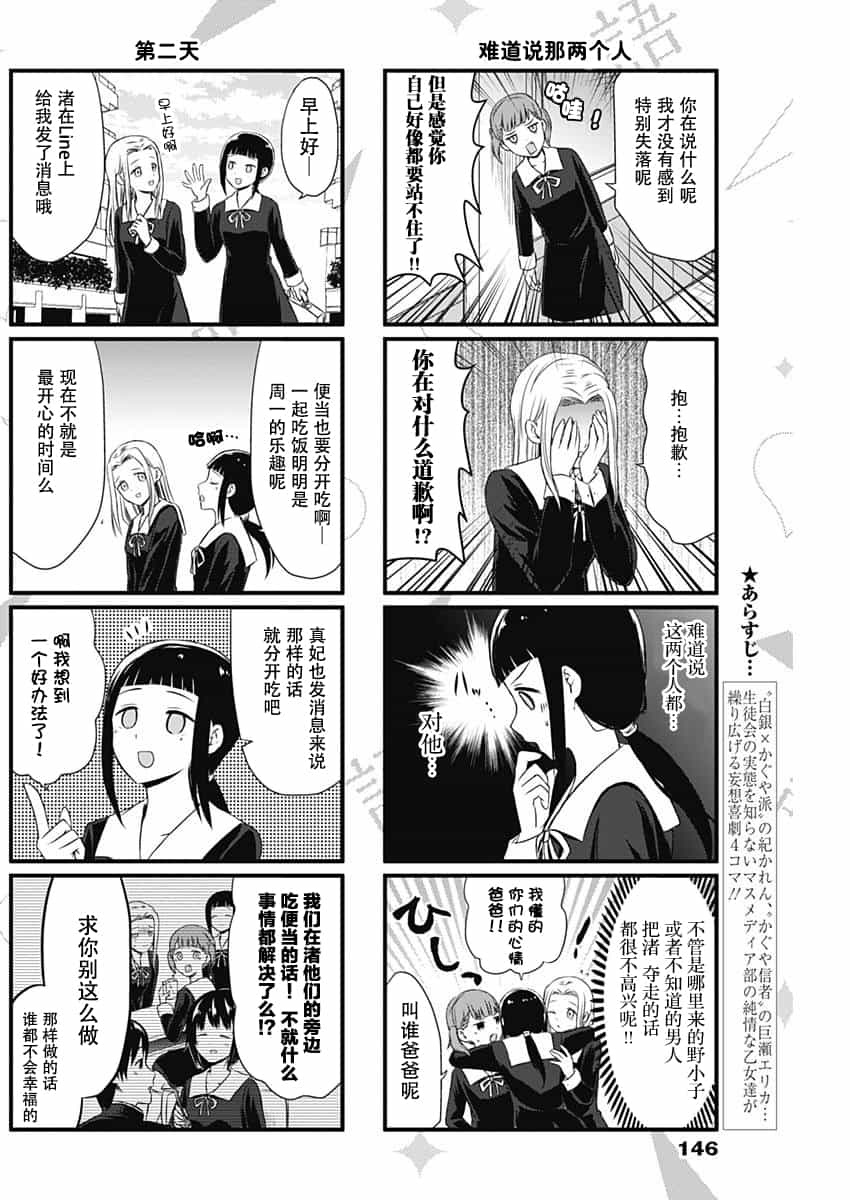 难道说那两个人
你在说什么呢
我才没有感到
特别失落呢
咕哇！
但是感觉你
自己好像都要站不住了!!
抱…抱歉…
你在对什么道歉啊!?
难道说
这两个人都…
对他…
不管是哪里来的野小子
或者不知道的男人
把渚 夺走的话
都很不高兴呢!!
我懂的
你们的心情
爸爸!!
ひしっ
叫谁爸爸呢
146
★あらすじ…
〝白銀×かぐや派〟の紀かれん、〝かぐや信者〟の巨瀬エリカ…
生徒会の実態を知らないマスメディア部の純情な乙女達が
繰り広げる妄想喜劇4コマ!!
第二天
早上好—
早上好啊
渚在Line上
给我发了消息哦
便当也要分开吃啊—
一起吃饭明明是
周一的乐趣呢
哈啊…
现在不就是
最开心的时间么
真妃也发消息来说
那样的话
就分开吃吧
啊我想到
一个好办法了！
我们在渚他们的旁边
吃便当的话！不就什么
事情都解决了么!?
求你别这么做
那样做的话
谁都不会幸福的
語